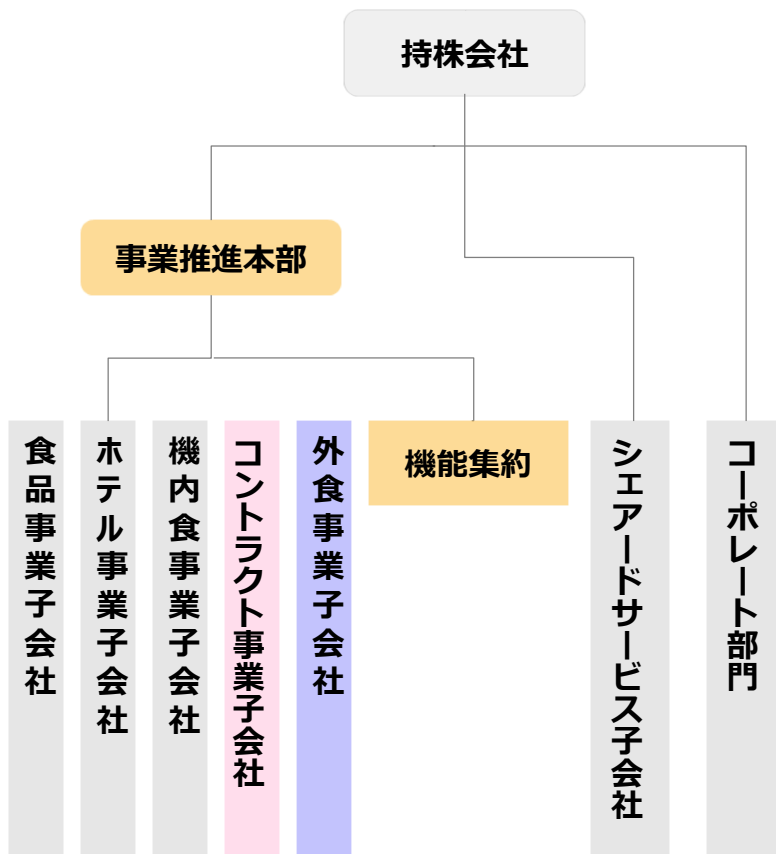 持株会社
事業推進本部
食品事業子会社
ホテル事業子会社
機内食事業子会社
コントラクト事業子会社
外食事業子会社
機能集約
シェアードサービス子会社
コーポレート部門